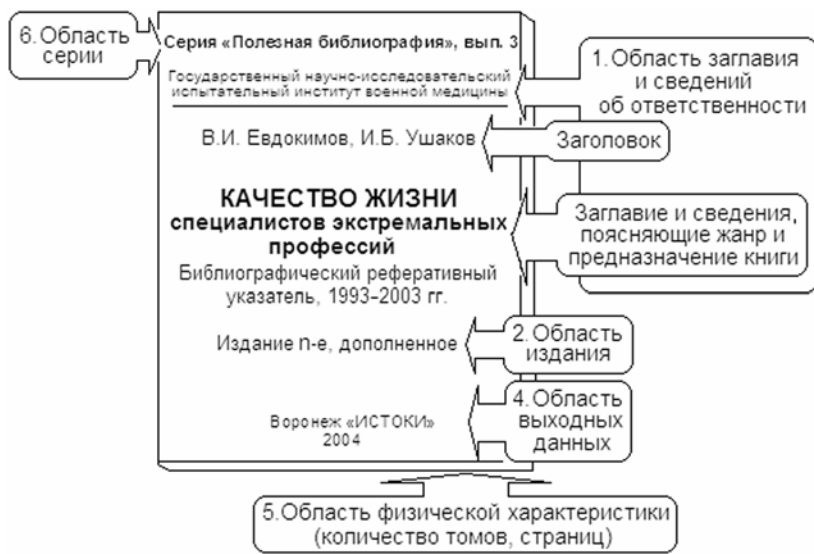 6. Область
серии
Серия «Полезная библиография», вып. 3
Государственный научно-исследовательский
испытательный институт военной медицины
1. Область заглавия
и сведений
об ответственности
В.И. Евдокимов, И.Б. Ушаков
Заголовок
КАЧЕСТВО ЖИЗНИ
специалистов экстремальных
профессий
Библиографический реферативный
указатель, 1993–2003 гг.
Заглавие и сведения,
поясняющие жанр и
предназначение книги
Издание n-е, дополненное
2. Область
издания
Воронеж «ИСТОКИ»
2004
4. Область
выходных
данных
5. Область физической характеристики
(количество томов, страниц)